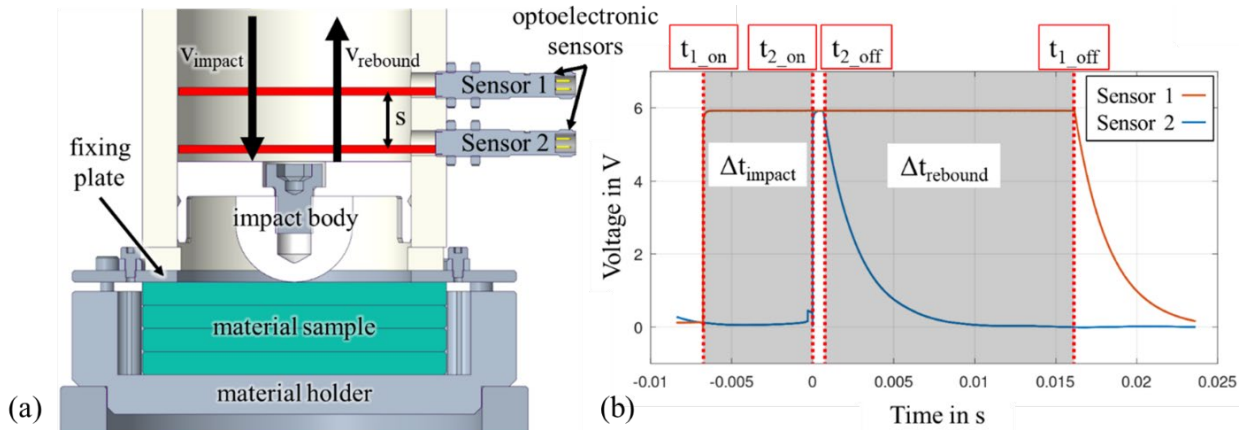 optoelectronic
sensors
V_impact
V_rebound
Sensor 1
S
Sensor 2
fixing
plate
impact body
material sample
material holder
(a)
t_1_on
t_2_on
t_2_off
t_1_off
Sensor 1
Sensor 2
Δt_impact
Δt_rebound
Voltage in V
6
4
2
0
-0.01
-0.005
0
0.005
0.01
0.015
0.02
0.025
Time in s
(b)